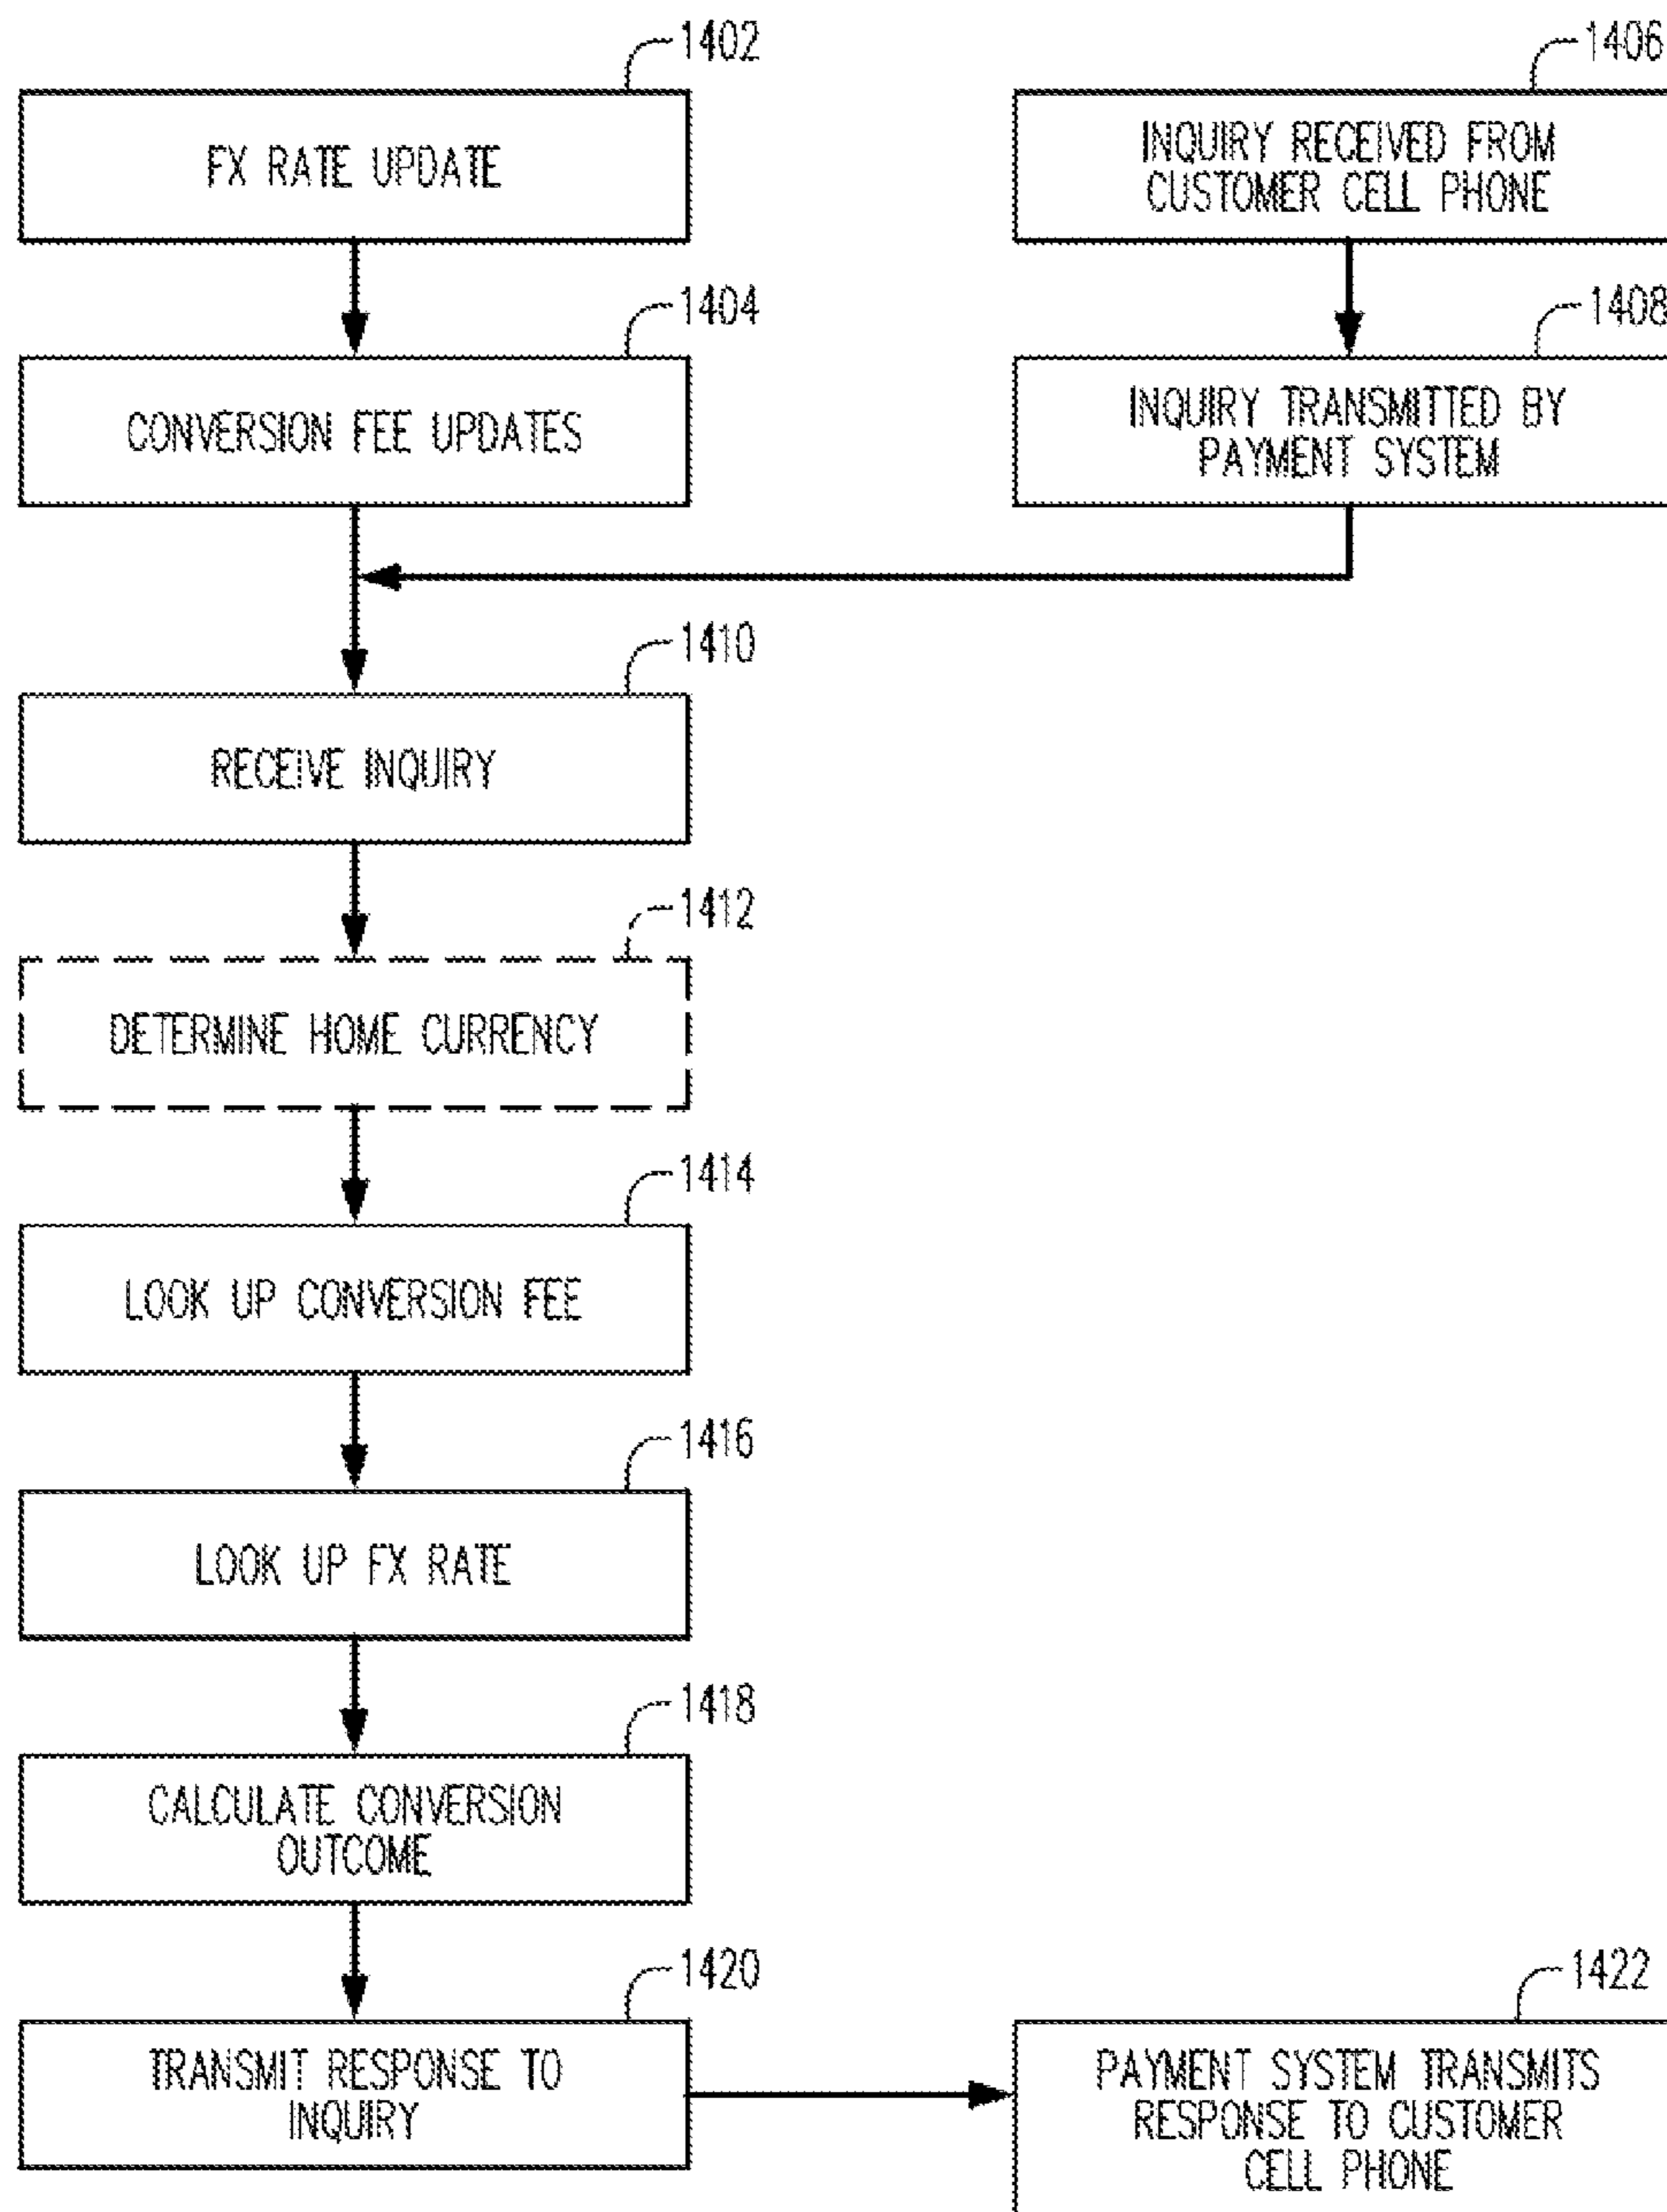 1402
FX RATE UPDATE
1406
INQUIRY RECEIVED FROM
CUSTOMER CELL PHONE
1404
CONVERSION FEE UPDATES
1408
INQUIRY TRANSMITTED BY
PAYMENT SYSTEM
1410
RECEIVE INQUIRY
1412
DETERMINE HOME CURRENCY
1414
LOOK UP CONVERSION FEE
1416
LOOK UP FX RATE
1418
CALCULATE CONVERSION
OUTCOME
1420
TRANSMIT RESPONSE TO
INQUIRY
1422
PAYMENT SYSTEM TRANSMITS
RESPONSE TO CUSTOMER
CELL PHONE